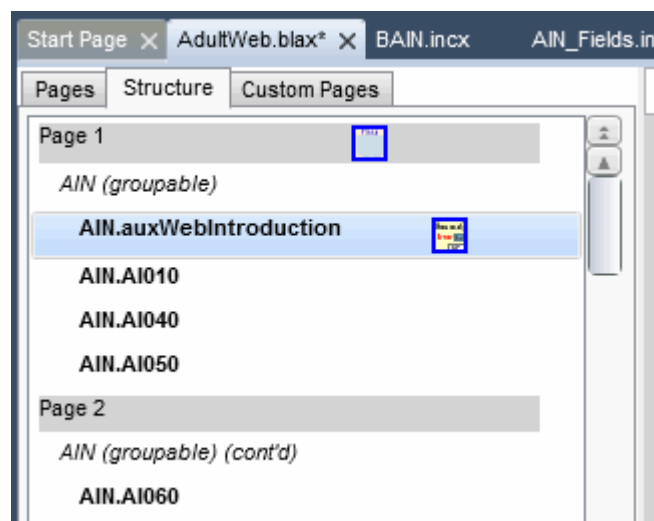 Start Page AdultWeb.blax* BAIN.incx AIN_Fields.in
Pages Structure Custom Pages
Page 1
AIN (groupable)
AIN.auxWebIntroduction
AIN.AI010
AIN.AI040
AIN.AI050
Page 2
AIN (groupable) (cont'd)
AIN.AI060